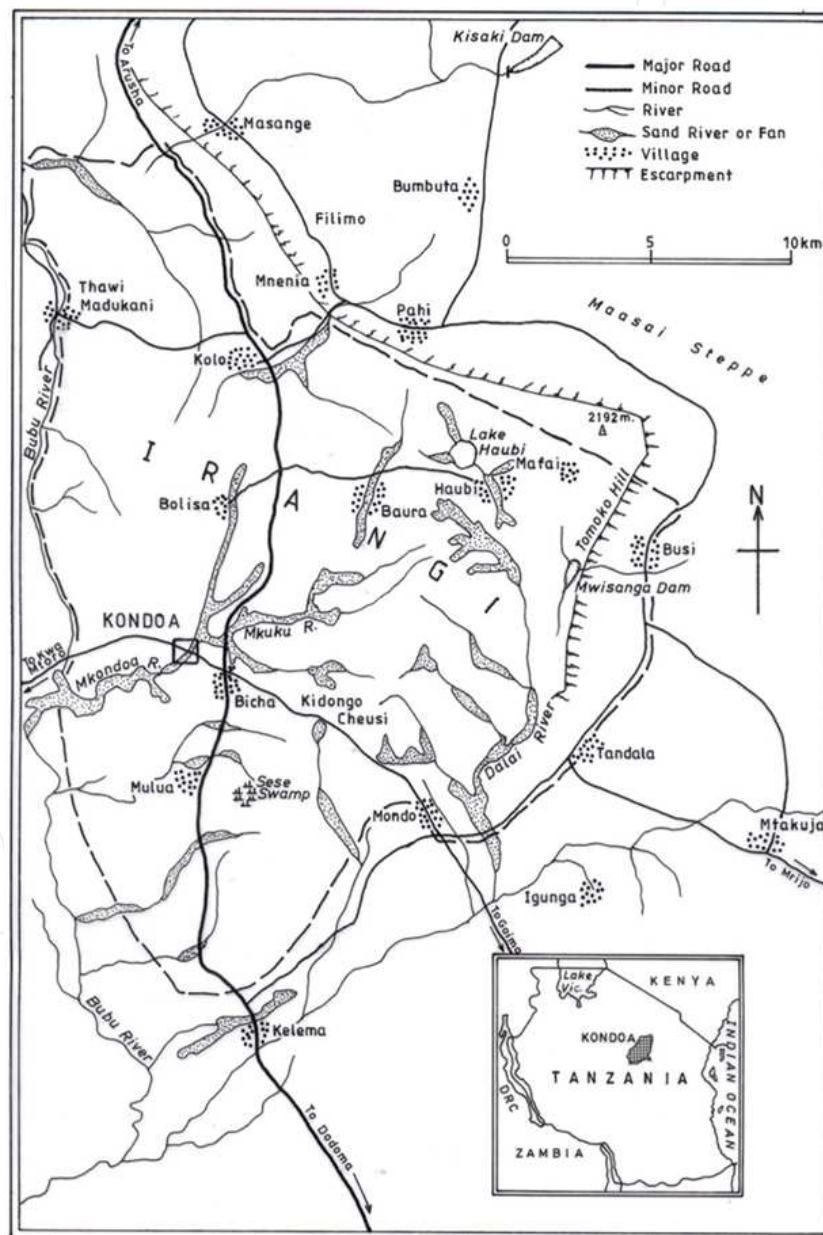 To Arusha
Kisaki Dam
Major Road
Minor Road
River
Sand River or Fan
Village
Escarpment
0 5 10km
Masange
Bumbuta
Filimo
Mnenia
Thawi
Madukani
Pahi
Maasai Steppe
Kolo
Bubu River
2192m.
Lake
Haubi
Mafai
Haubi
IRANGI
Bolisa
Baura
Tomoko Hill
N
Busi
Mwisanga Dam
KONDOA
Mkuku R.
To Kwa
Mtoro
Mkondoa R.
Bicha
Kidongo
Cheusi
Dalai River
Tandala
Mulua
Sese
Swamp
Mondo
Mtakuja
To Mrijo
Igunga
To Goima
Bubu River
Kelema
To Dodoma
Lake
Vic.
KENYA
KONDOA
TANZANIA
INDIAN OCEAN
DRC
ZAMBIA